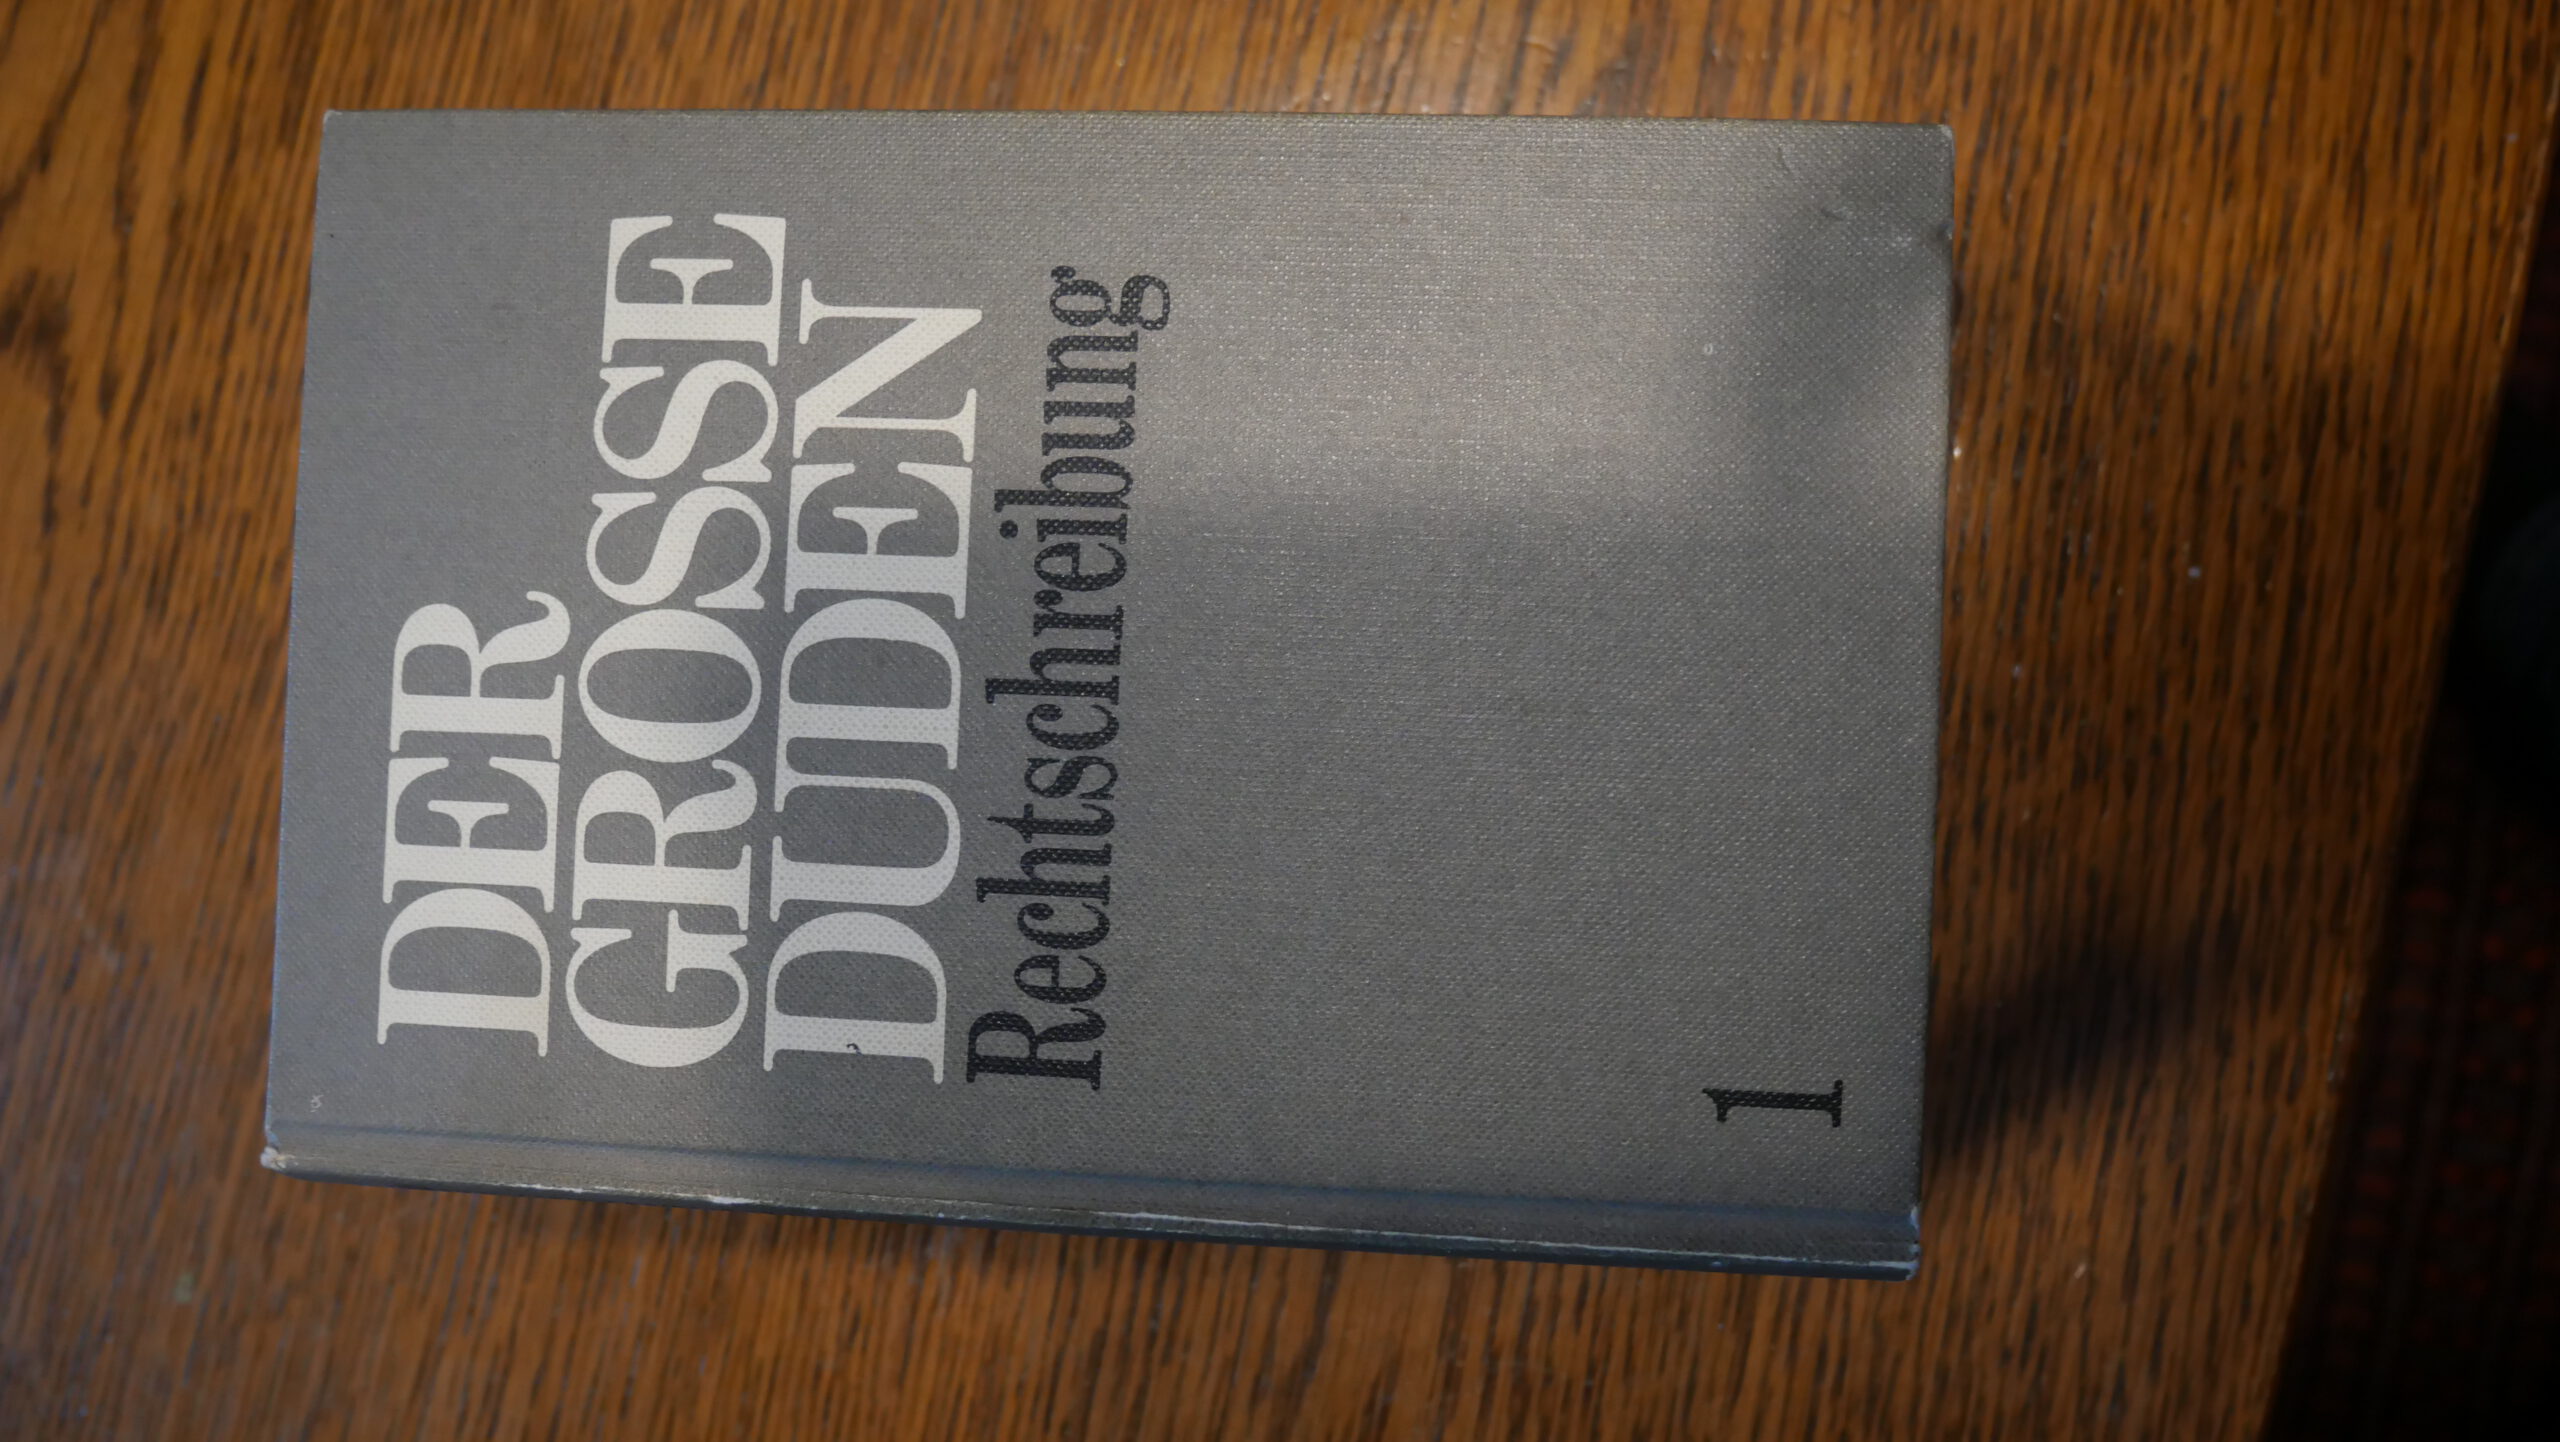 DER
GROSSE
DUDEN
Rechtschreibung
1